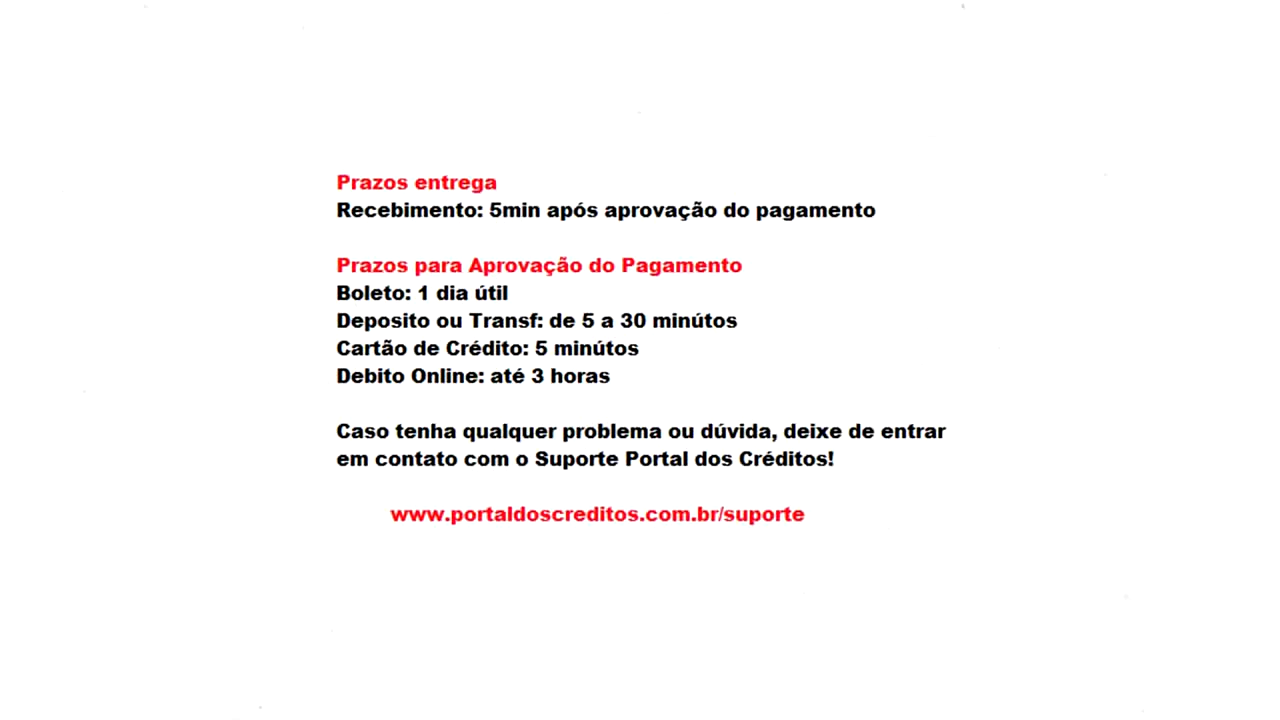 Prazos entrega
Recebimento: 5min após aprovação do pagamento
Prazos para Aprovação do Pagamento
Boleto: 1 dia útil
Deposito ou Transf: de 5 a 30 minútos
Cartão de Crédito: 5 minútos
Debito Online: até 3 horas
Caso tenha qualquer problema ou dúvida, deixe de entrar
em contato com o Suporte Portal dos Créditos!
www.portaldoscreditos.com.br/suporte